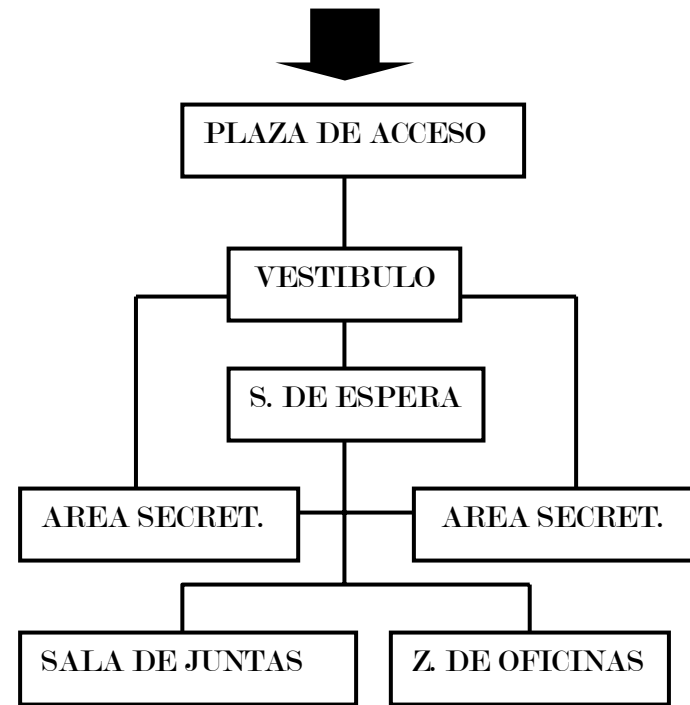 PLAZA DE ACCESO
VESTIBULO
S. DE ESPERA
AREA SECRET.
AREA SECRET.
SALA DE JUNTAS
Z. DE OFICINAS